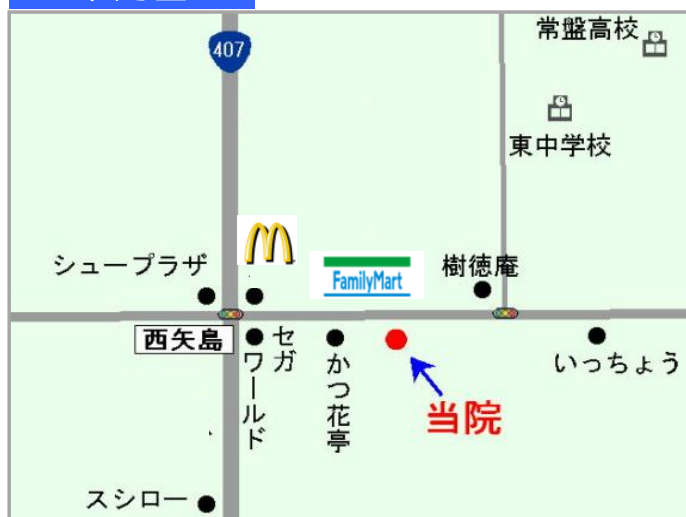 常盤高校
407
東中学校
シュープラザ
FamilyMart
樹徳庵
西矢島
セガ
ワールド
かつ花亭
いっちょう
当院
スシロー